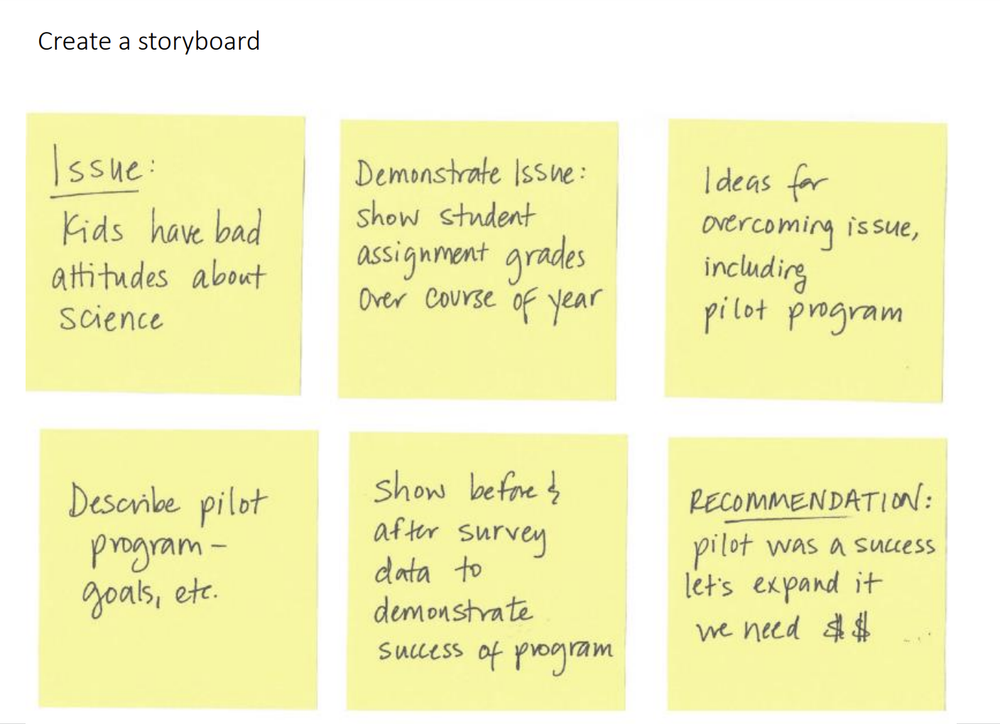 Create a storyboard
Issue:
Kids have bad
attitudes about
science
Demonstrate Issue:
show student
assignment grades
over course of year
Ideas for
overcoming issue,
including
pilot program
Describe pilot
program –
goals, etc.
Show before &
after survey
data to
demonstrate
success of program
RECOMMENDATION:
pilot was a success
let's expand it
we need $$